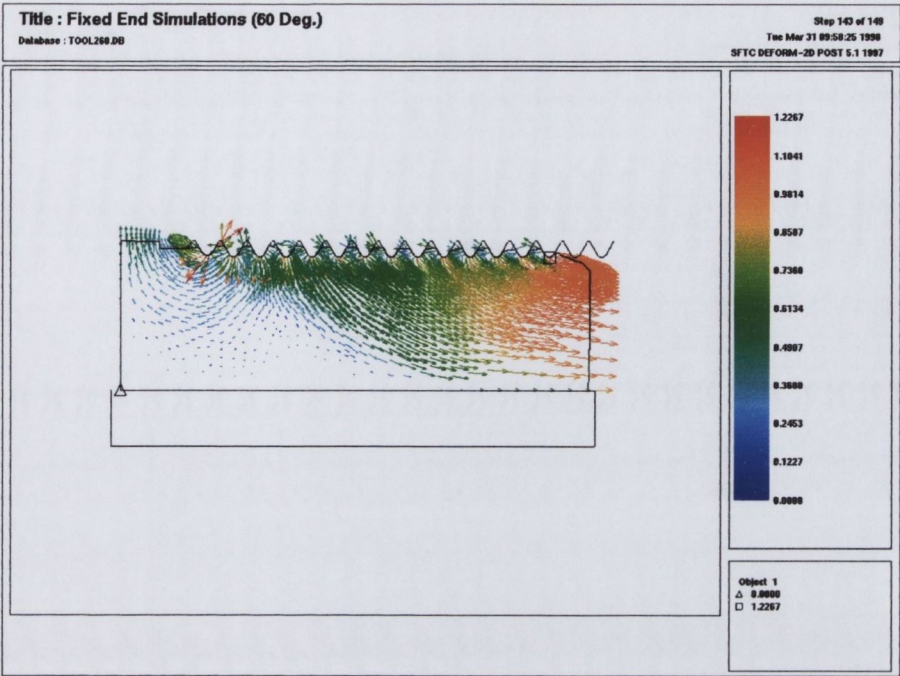 Title : Fixed End Simulations (60 Deg.)
Database : TOOL260.DB
Step 143 of 149
Tue Mar 31 09:58:25 1998
SFTC DEFORM-2D POST 5.1 1997
1.2267
1.1041
0.9814
0.8587
0.7360
0.6134
0.4907
0.3680
0.2453
0.1227
0.0000
Object 1
△ 0.0000
□ 1.2267